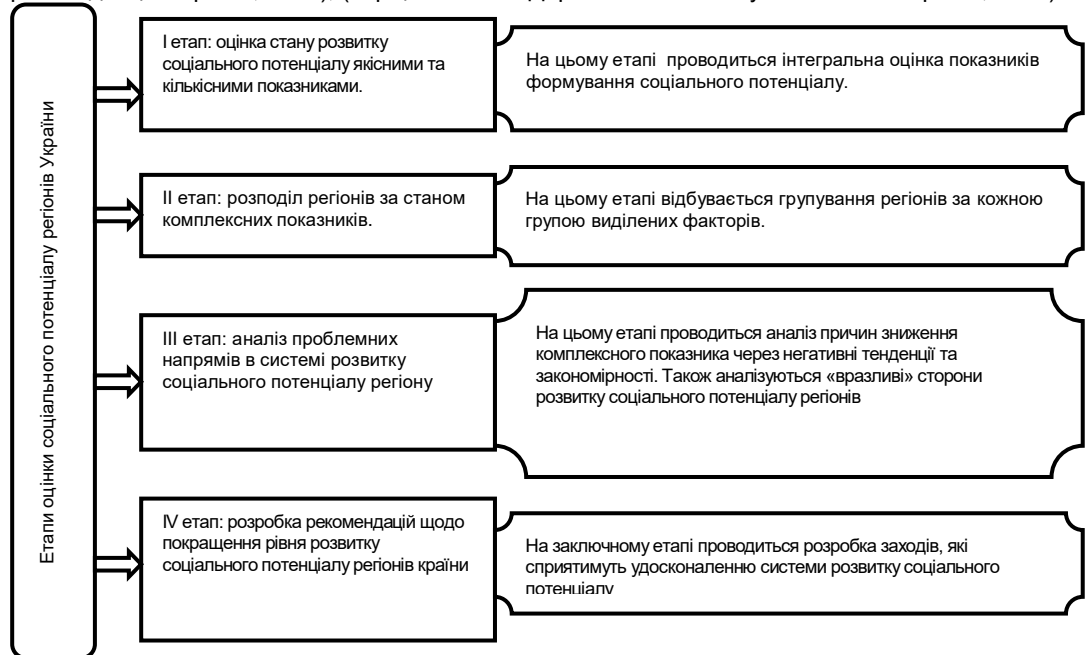 Етапи оцінки соціального потенціалу регіонів України
І етап: оцінка стану розвитку
соціального потенціалу якісними та
кількісними показниками.
На цьому етапі проводиться інтегральна оцінка показників
формування соціального потенціалу.
ІІ етап: розподіл регіонів за станом
комплексних показників.
На цьому етапі відбувається групування регіонів за кожною
групою виділених факторів.
ІІІ етап: аналіз проблемних
напрямів в системі розвитку
соціального потенціалу регіону
На цьому етапі проводиться аналіз причин зниження
комплексного показника через негативні тенденції та
закономірності. Також аналізуються «вразливі» сторони
розвитку соціального потенціалу регіонів
IV етап: розробка рекомендацій щодо
покращення рівня розвитку
соціального потенціалу регіонів країни
На заключному етапі проводиться розробка заходів, які
сприятимуть удосконаленню системи розвитку соціального
потенціалу